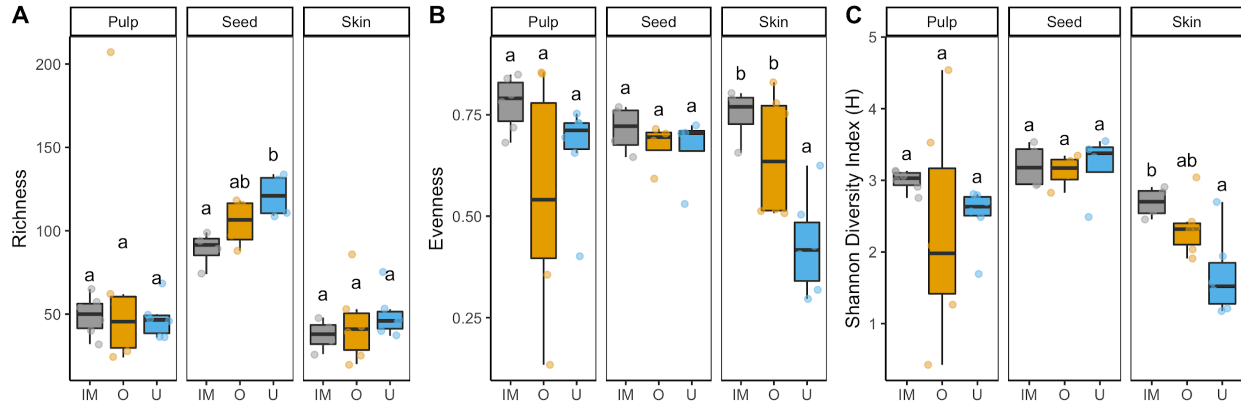 A
Pulp
Seed
Skin
Richness
200
150
100
50
a
a
a
a
ab
b
a
a
a
IM
O
U
IM
O
U
IM
O
U
B
Pulp
Seed
Skin
Evenness
0.75
0.50
0.25
a
a
a
a
a
a
b
b
a
IM
O
U
IM
O
U
IM
O
U
C
Pulp
Seed
Skin
Shannon Diversity Index (H)
5
4
3
2
1
a
a
a
a
a
a
b
ab
a
IM
O
U
IM
O
U
IM
O
U